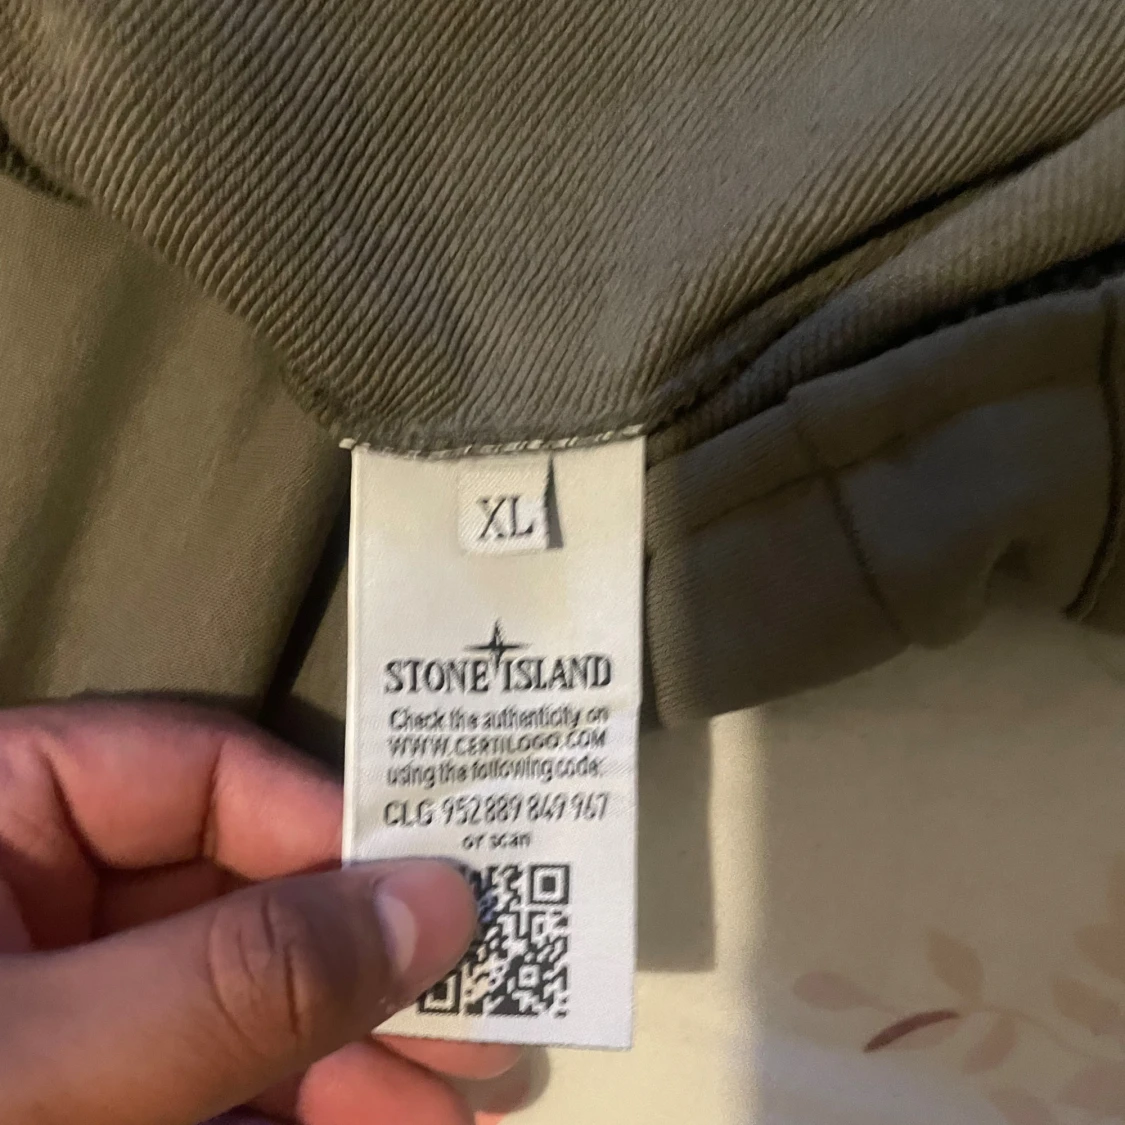 XL
STONE ISLAND
Check the authenticity on
WWW.CERTILOGO.COM
using the following code:
CLG 952 889 849 967
or scan